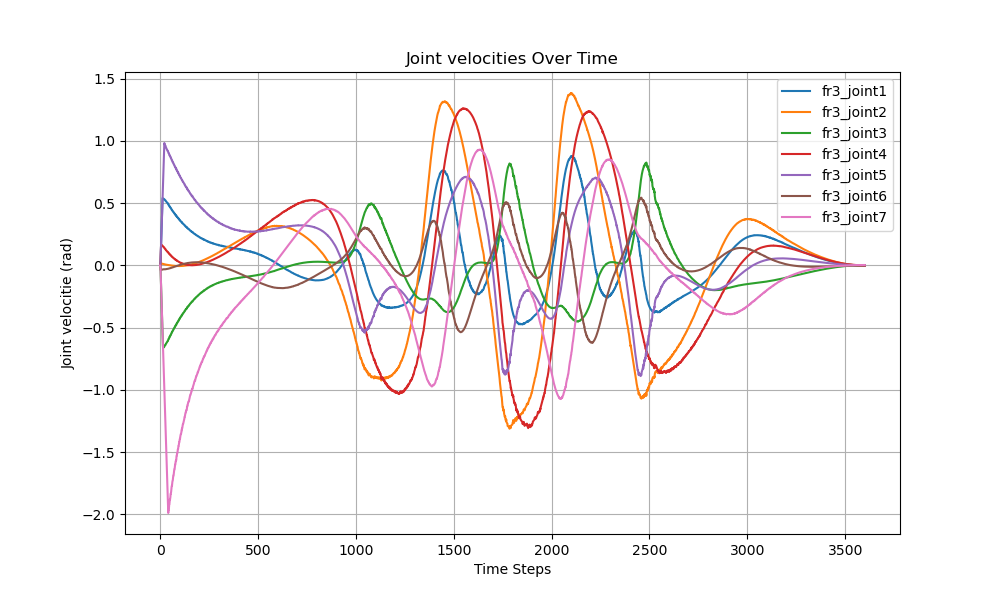 Joint velocities Over Time
Joint velocitie (rad)
1.5
1.0
0.5
0.0
−0.5
−1.0
−1.5
−2.0
fr3_joint1
fr3_joint2
fr3_joint3
fr3_joint4
fr3_joint5
fr3_joint6
fr3_joint7
0 500 1000 1500 2000 2500 3000 3500
Time Steps